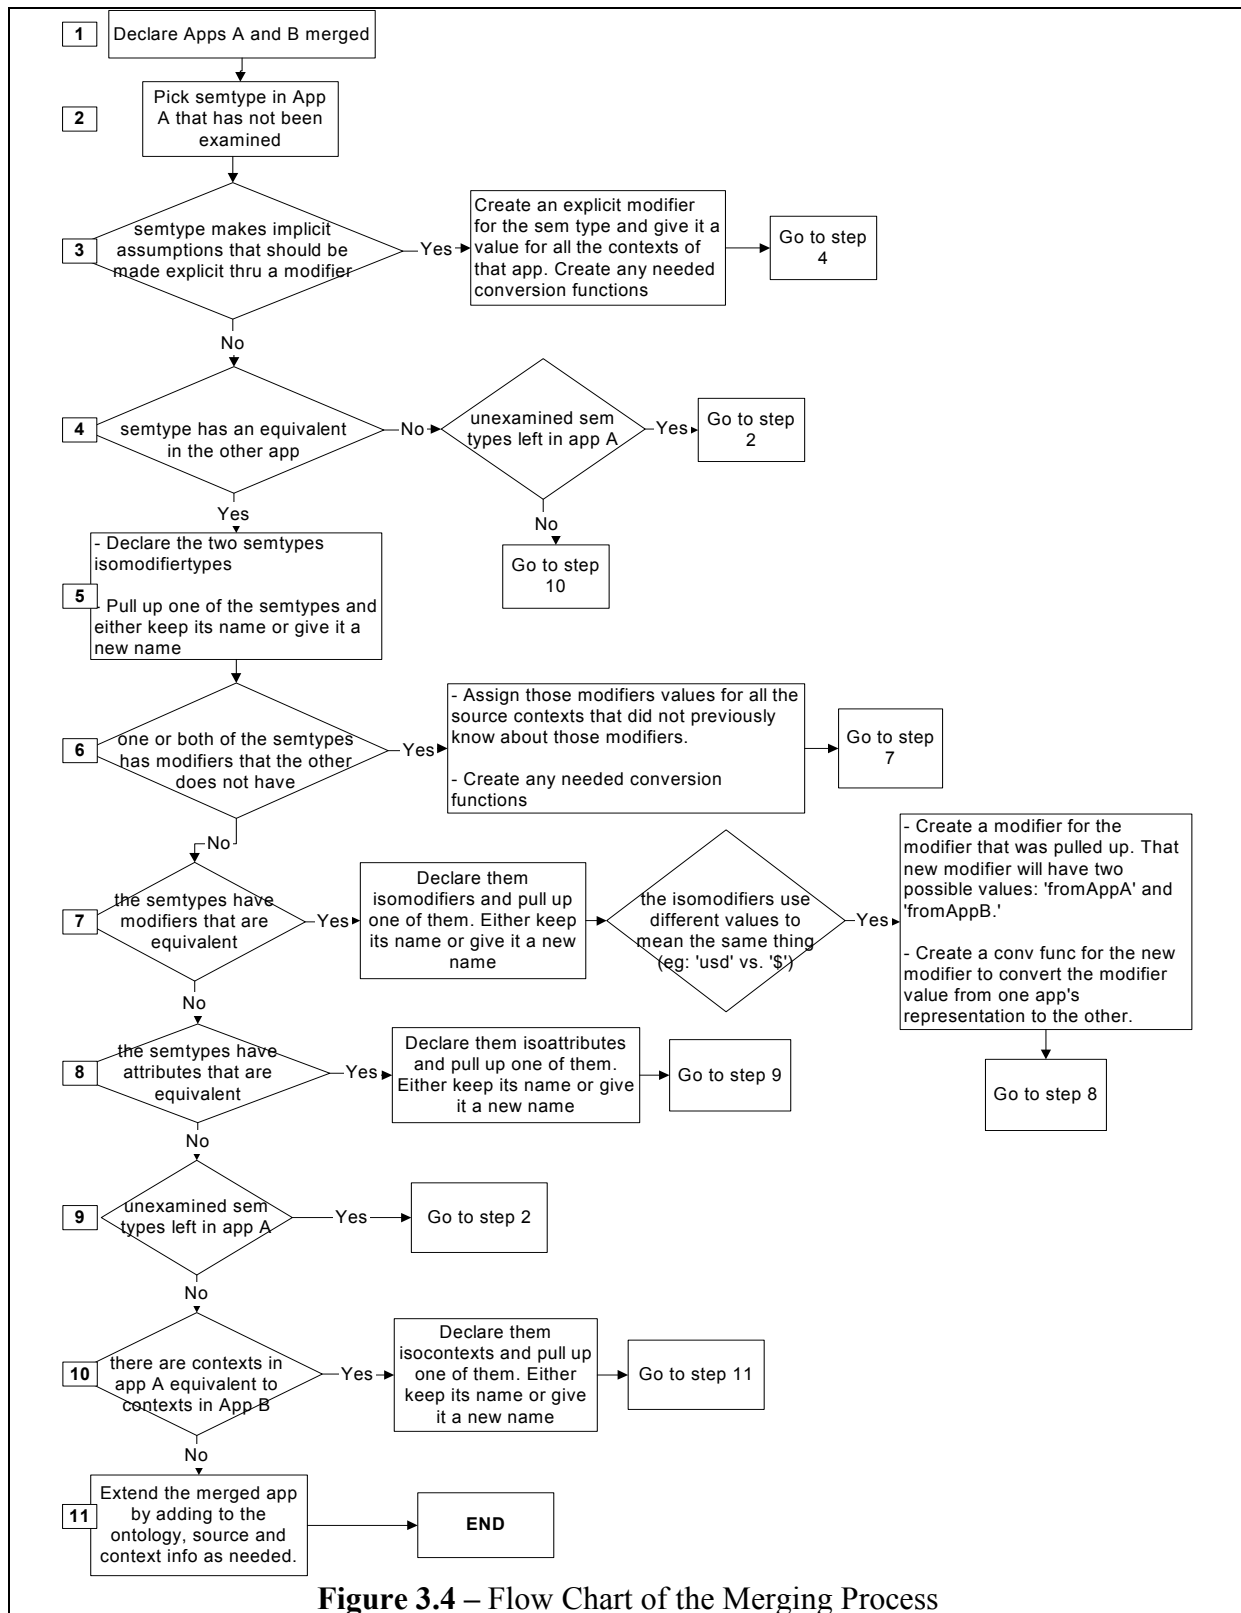 1
Declare Apps A and B merged
2
Pick semtype in App
A that has not been
examined
3
semtype makes implicit
assumptions that should be
made explicit thru a modifier
Yes
Create an explicit modifier
for the sem type and give it a
value for all the contexts of
that app. Create any needed
conversion functions
Go to step
4
No
4
semtype has an equivalent
in the other app
No
unexamined sem
types left in app A
Yes
Go to step
2
No
Go to step
10
Yes
5
- Declare the two semtypes
isomodifiertypes
- Pull up one of the semtypes and
either keep its name or give it a
new name
6
one or both of the semtypes
has modifiers that the other
does not have
Yes
- Assign those modifiers values for all the
source contexts that did not previously
know about those modifiers.
- Create any needed conversion
functions
Go to step
7
No
7
the semtypes have
modifiers that are
equivalent
Yes
Declare them
isomodifiers and pull up
one of them. Either keep
its name or give it a new
name
the isomodifiers use
different values to
mean the same thing
(eg: 'usd' vs. '$')
Yes
- Create a modifier for the
modifier that was pulled up. That
new modifier will have two
possible values: 'fromAppA' and
'fromAppB.'
- Create a conv func for the new
modifier to convert the modifier
value from one app's
representation to the other.
Go to step 8
No
8
the semtypes have
attributes that are
equivalent
Yes
Declare them isoattributes
and pull up one of them.
Either keep its name or give
it a new name
Go to step 9
No
9
unexamined sem
types left in app A
Yes
Go to step 2
No
10
there are contexts in
app A equivalent to
contexts in App B
Yes
Declare them
isocontexts and pull up
one of them. Either
keep its name or give
it a new name
Go to step 11
No
11
Extend the merged app
by adding to the
ontology, source and
context info as needed.
END
Figure 3.4 – Flow Chart of the Merging Process